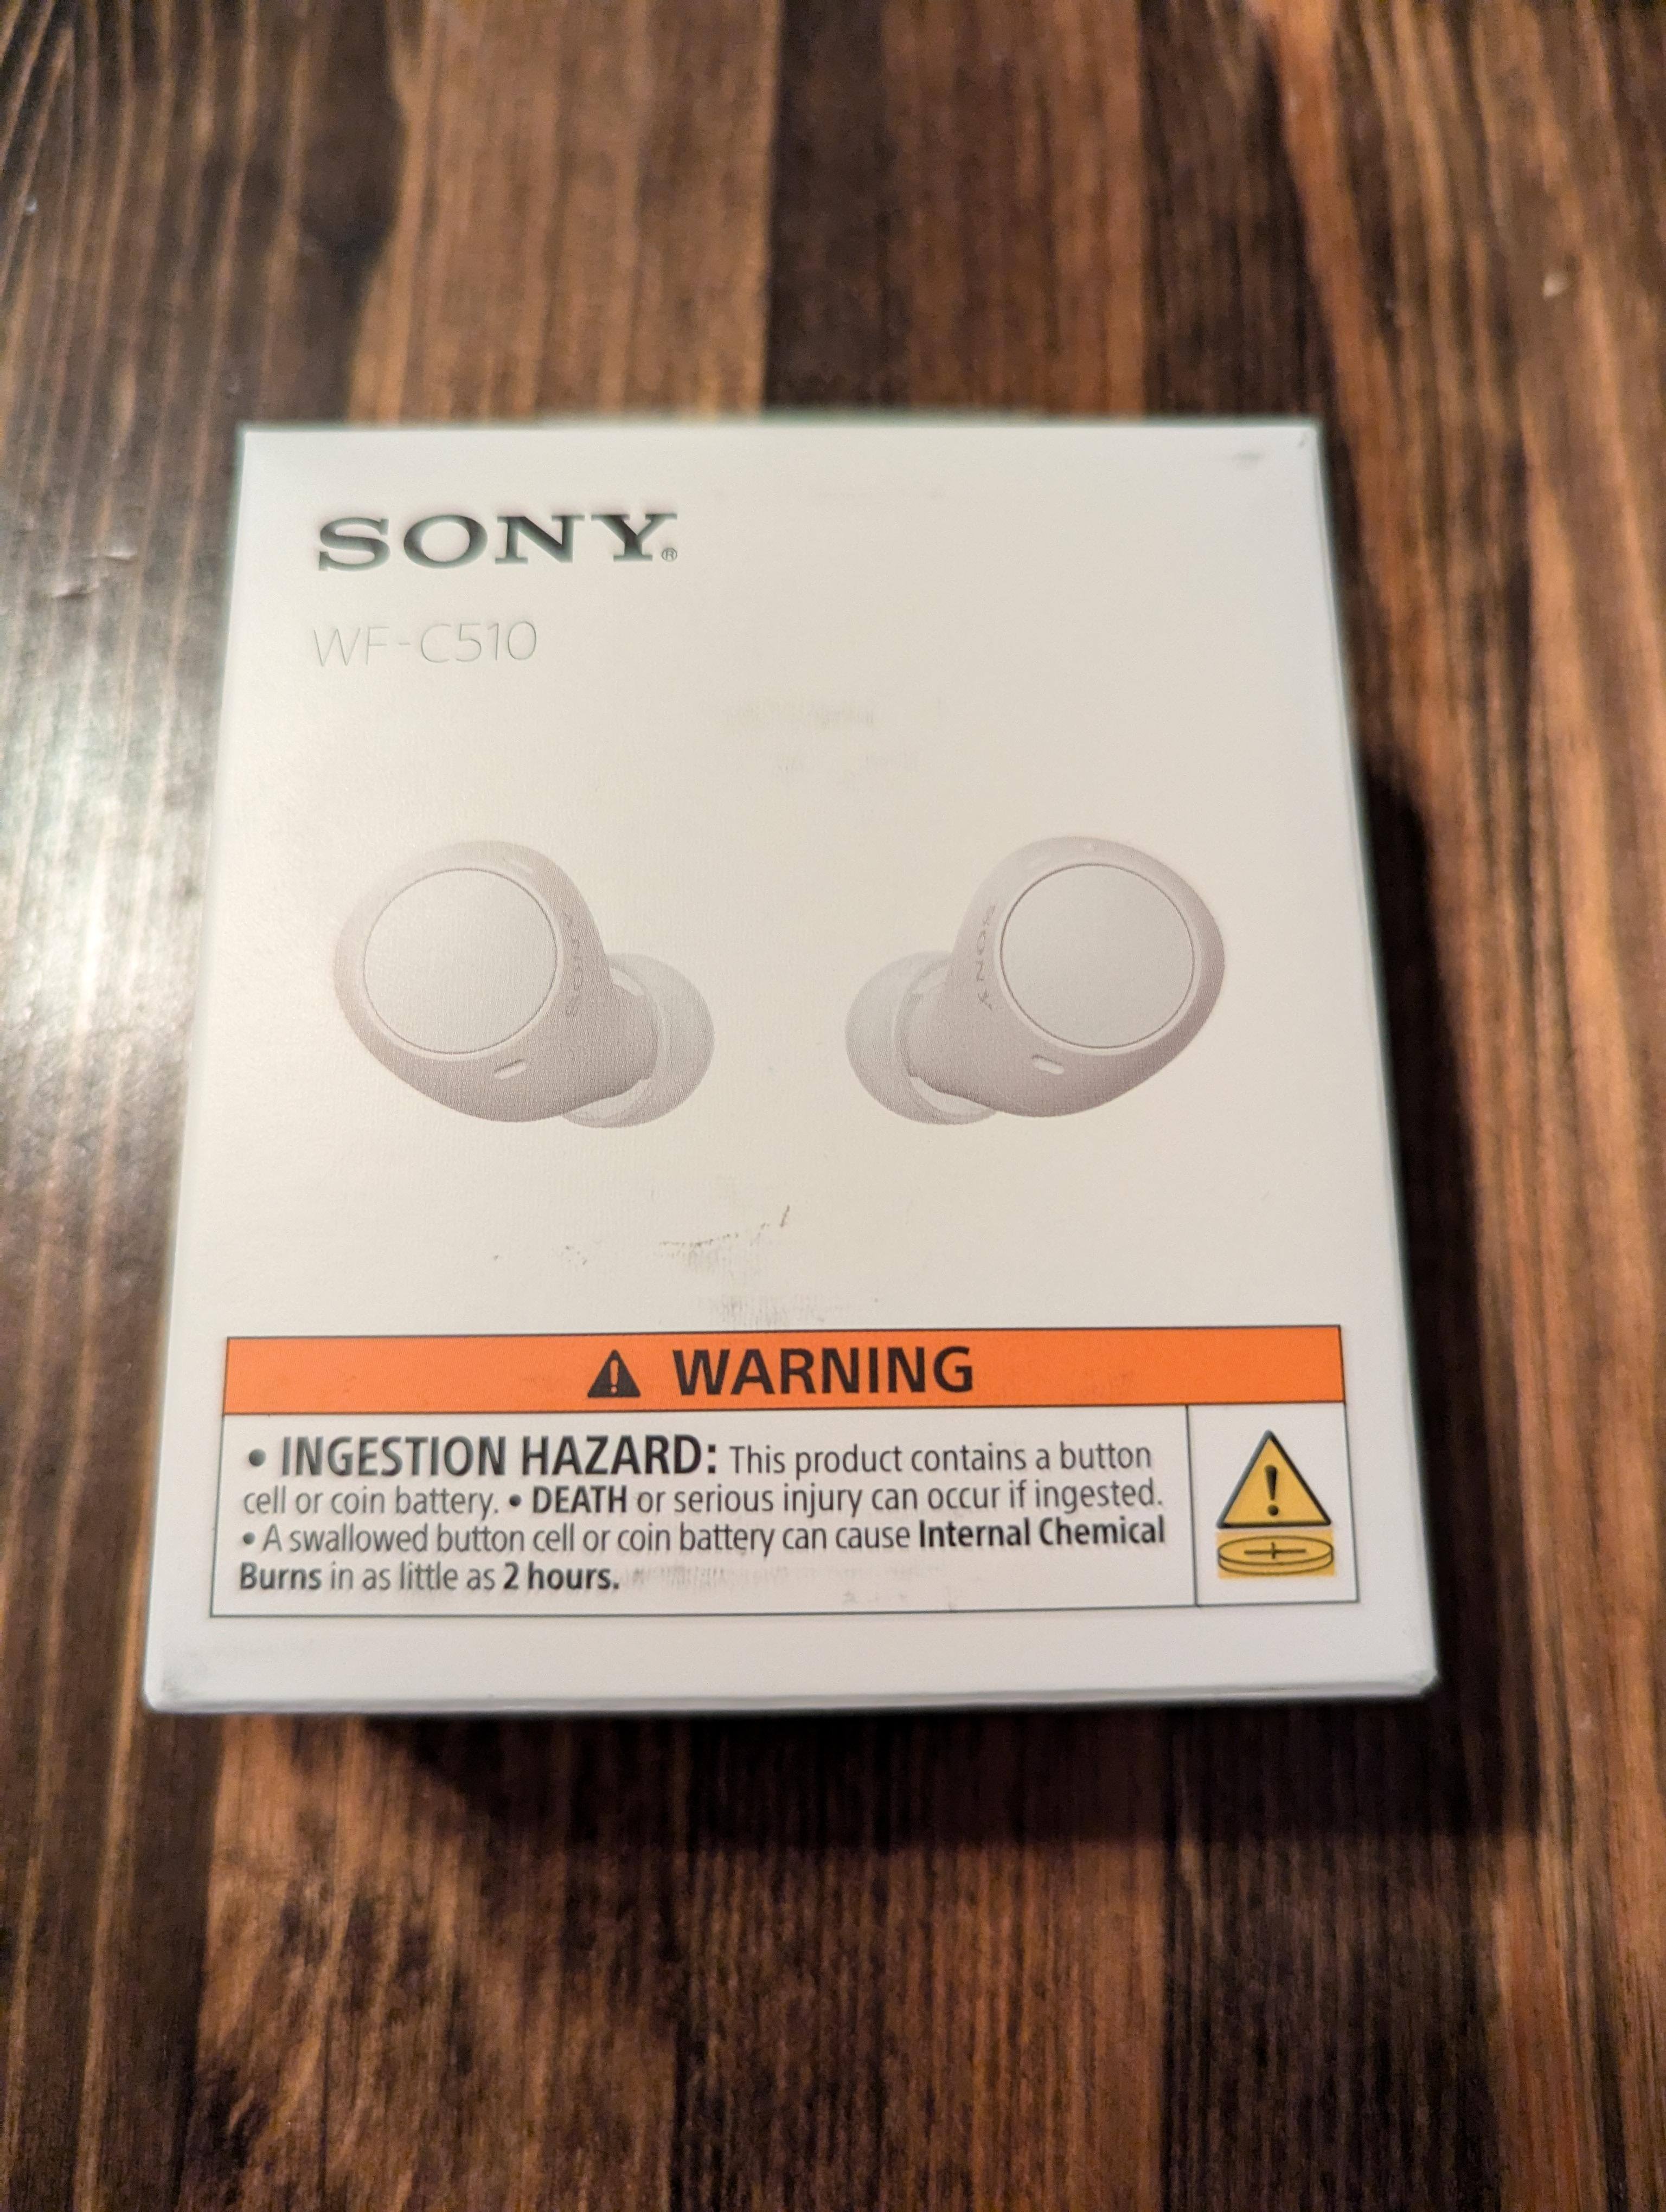 SONY®
WF-C510
SONY
SONY
⚠ WARNING
• INGESTION HAZARD: This product contains a button
cell or coin battery. • DEATH or serious injury can occur if ingested.
• A swallowed button cell or coin battery can cause Internal Chemical
Burns in as little as 2 hours.